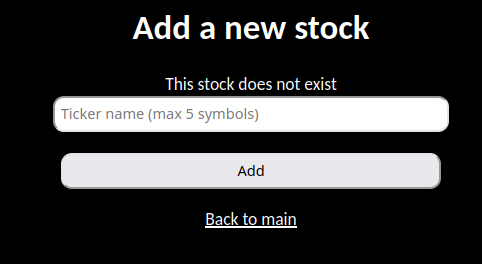 Add a new stock
This stock does not exist
Ticker name (max 5 symbols)
Add
Back to main